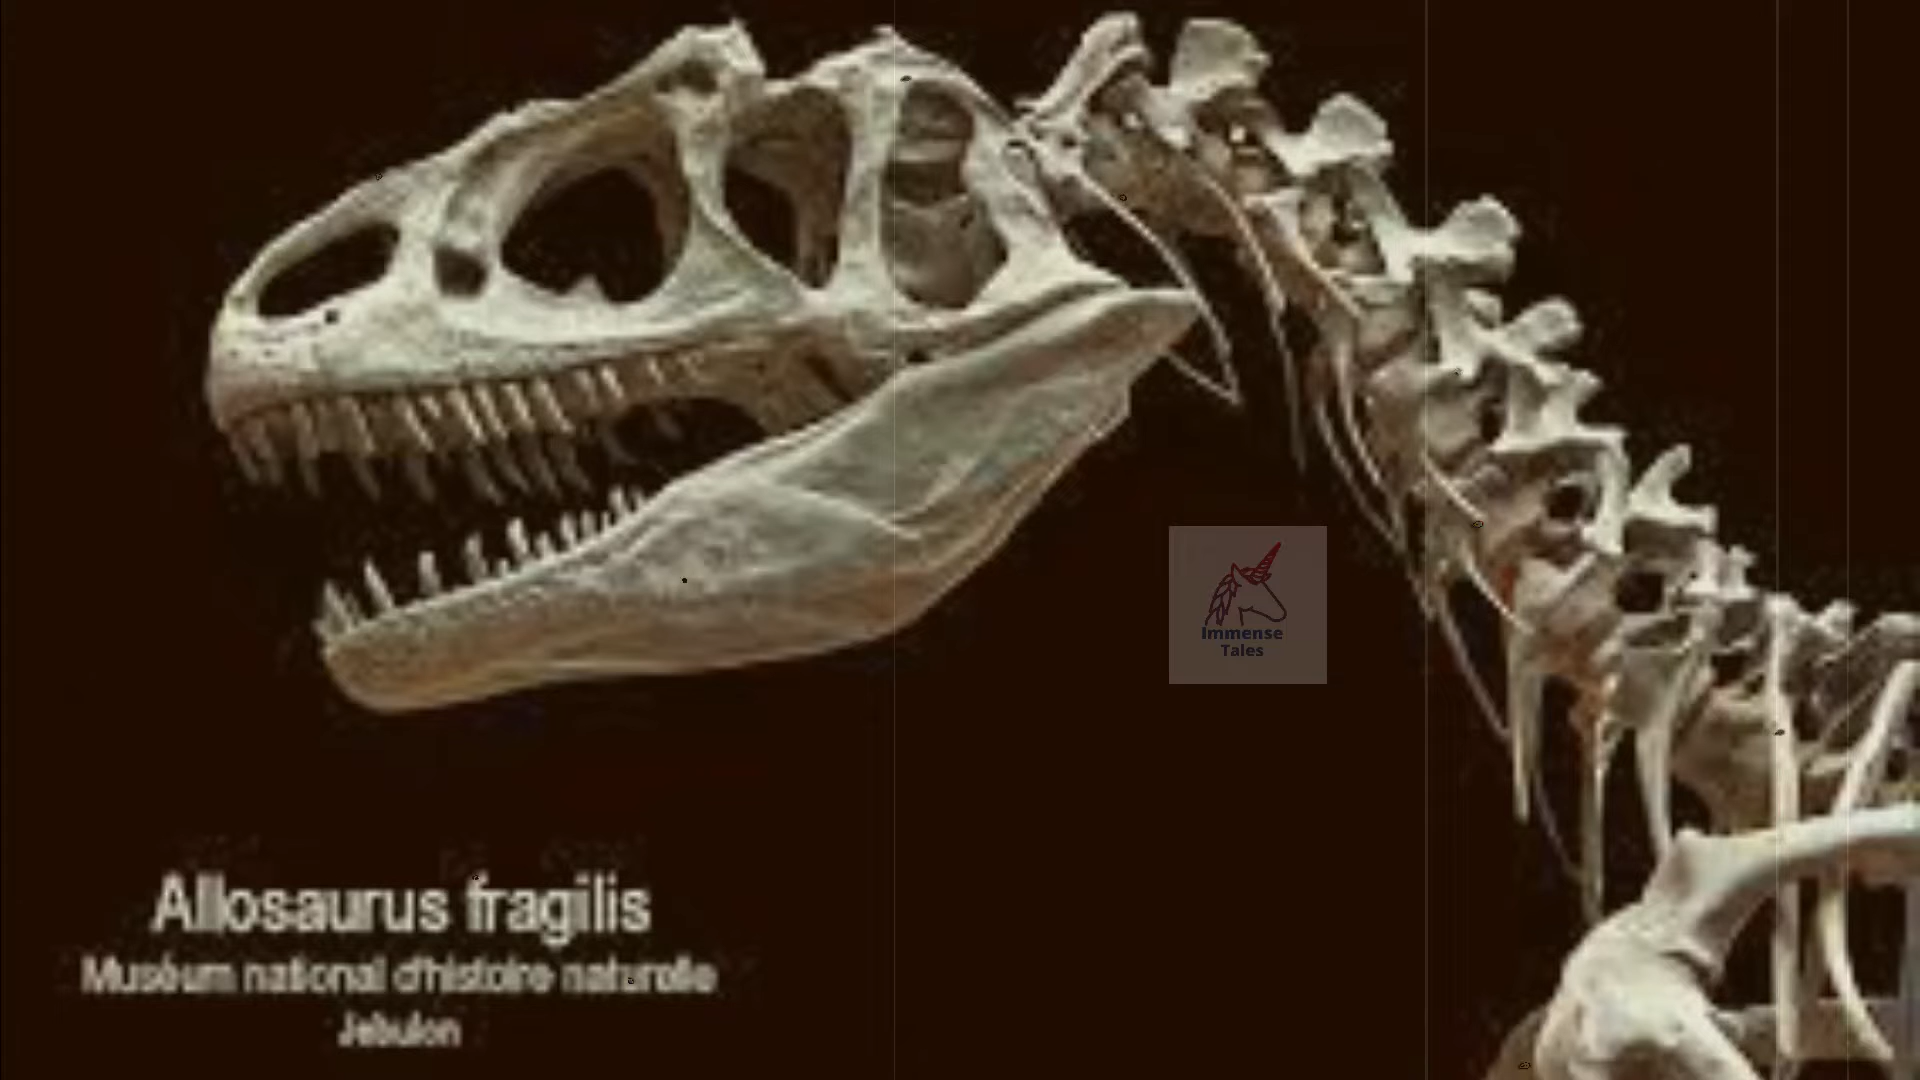 Immense
Tales
Allosaurus fragilis
Muséum national d'histoire naturelle
Jebulon